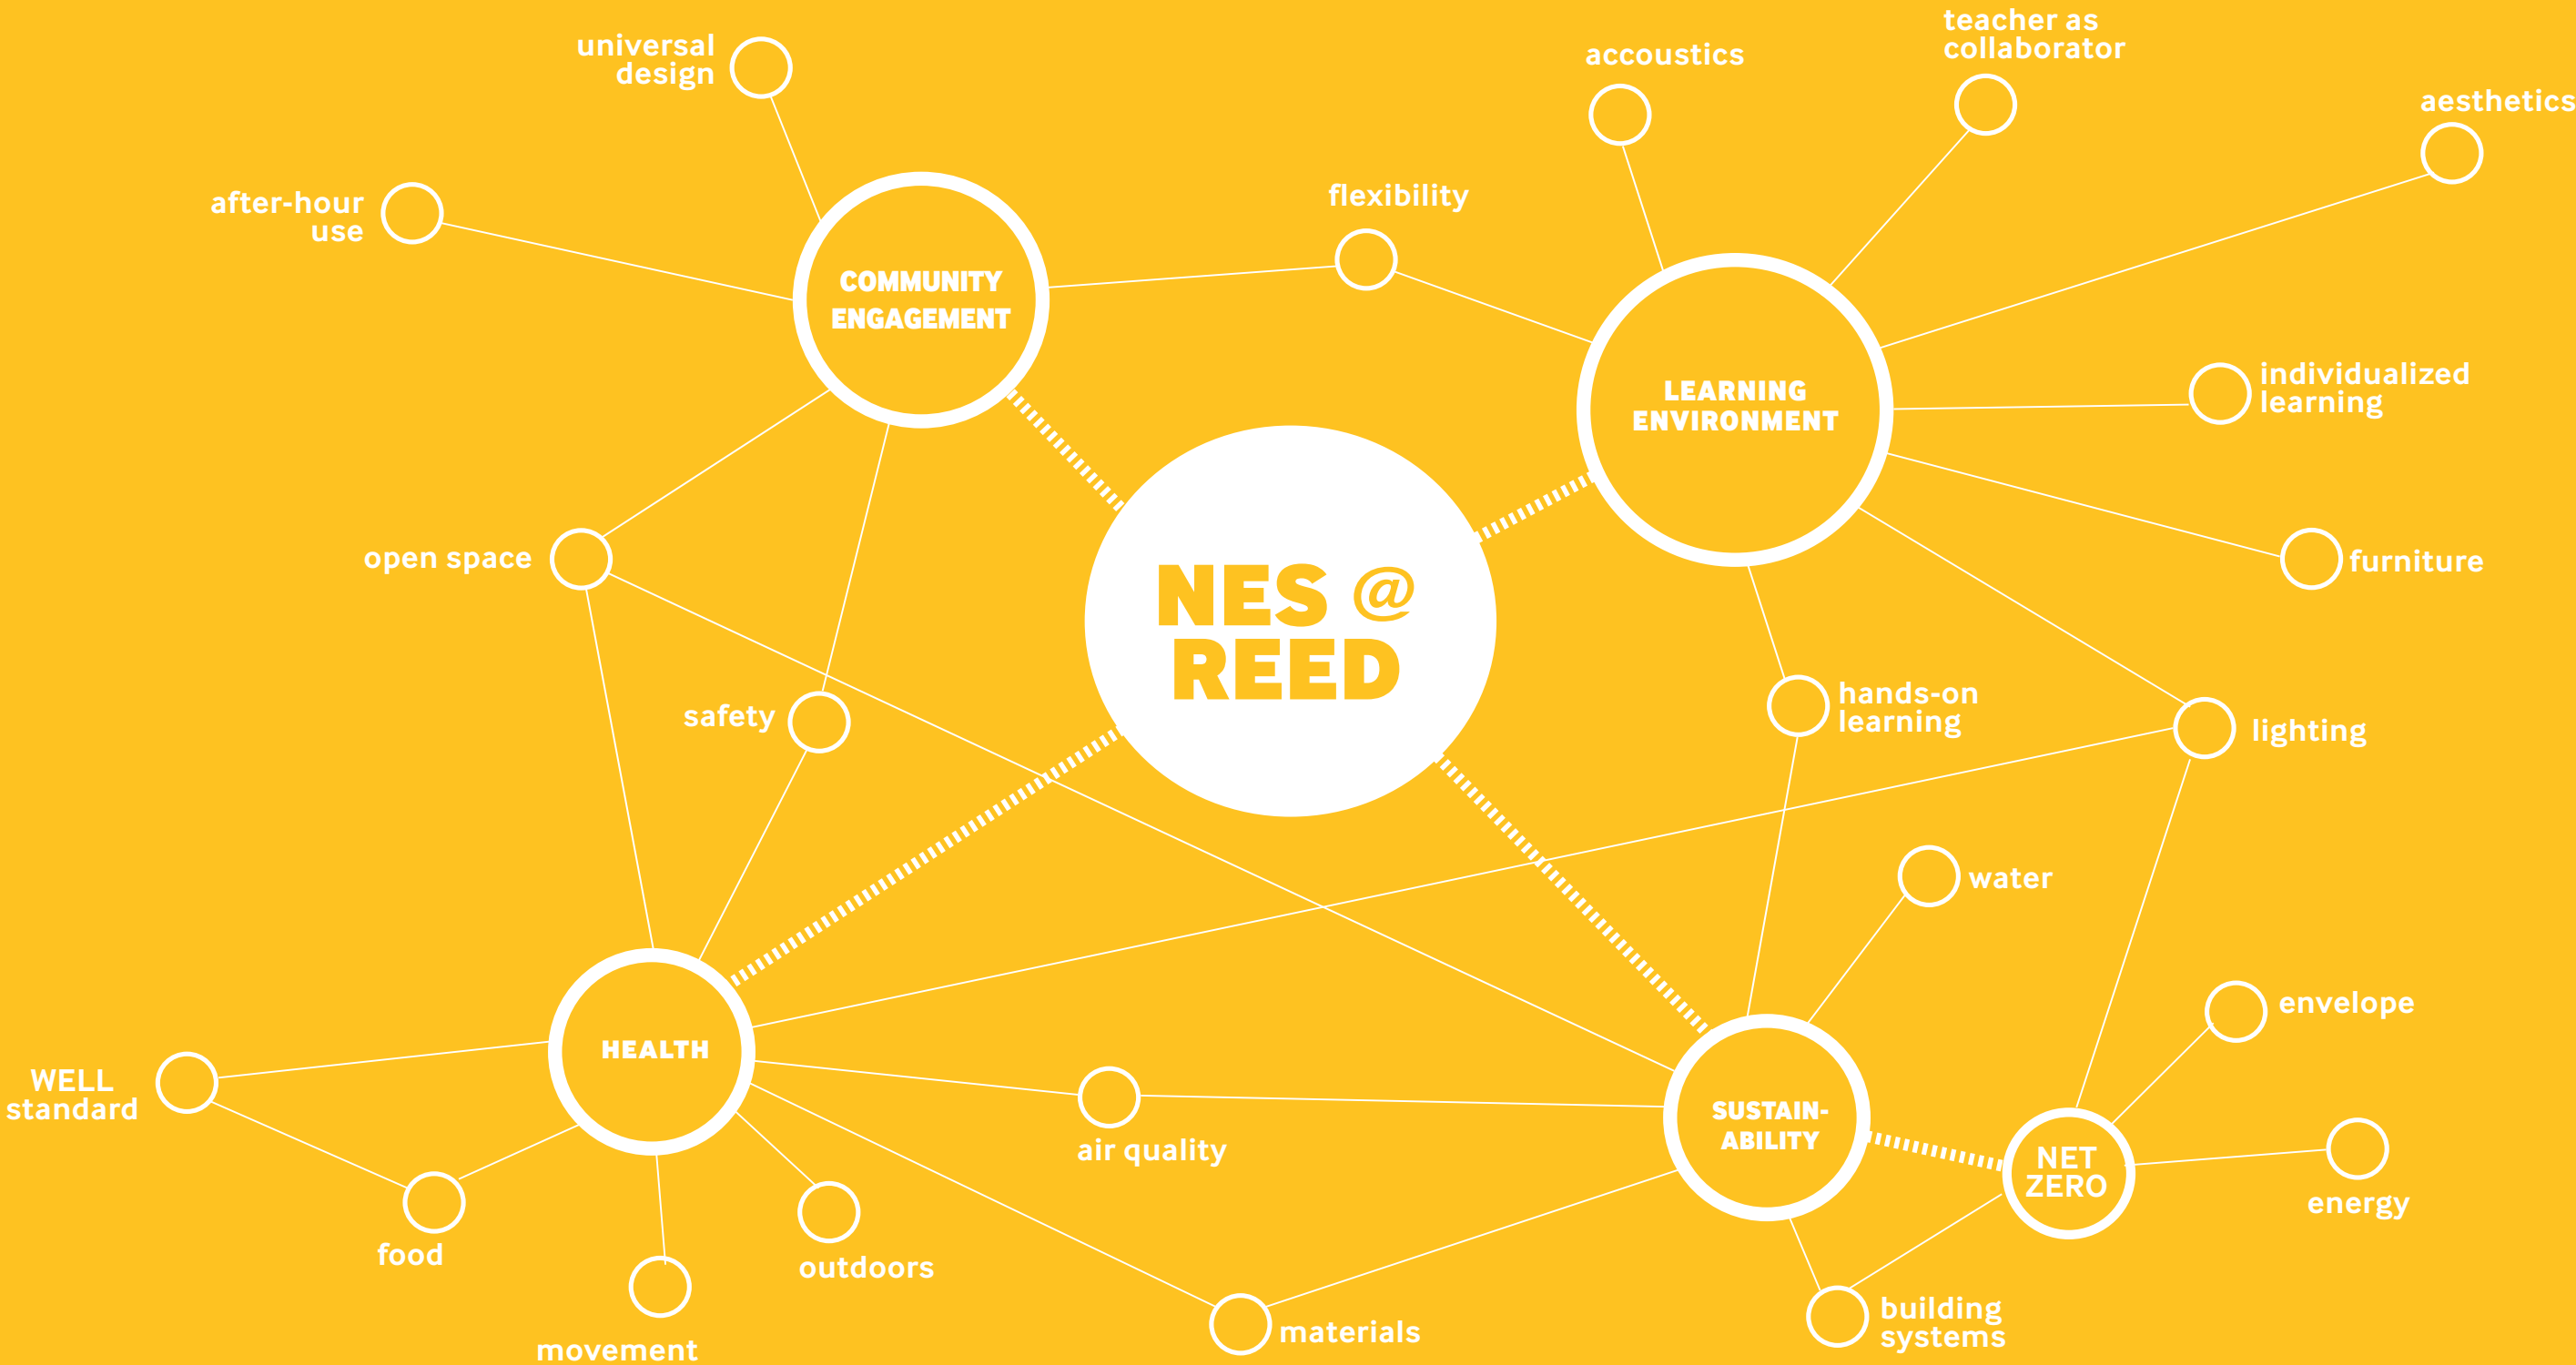 universal
design
accoustics
teacher as
collaborator
aesthetics
after-hour
use
flexibility
COMMUNITY
ENGAGEMENT
LEARNING
ENVIRONMENT
individualized
learning
open space
furniture
NES @
REED
safety
hands-on
learning
lighting
water
HEALTH
envelope
WELL
standard
air quality
SUSTAIN-
ABILITY
NET
ZERO
energy
food
outdoors
movement
materials
building
systems